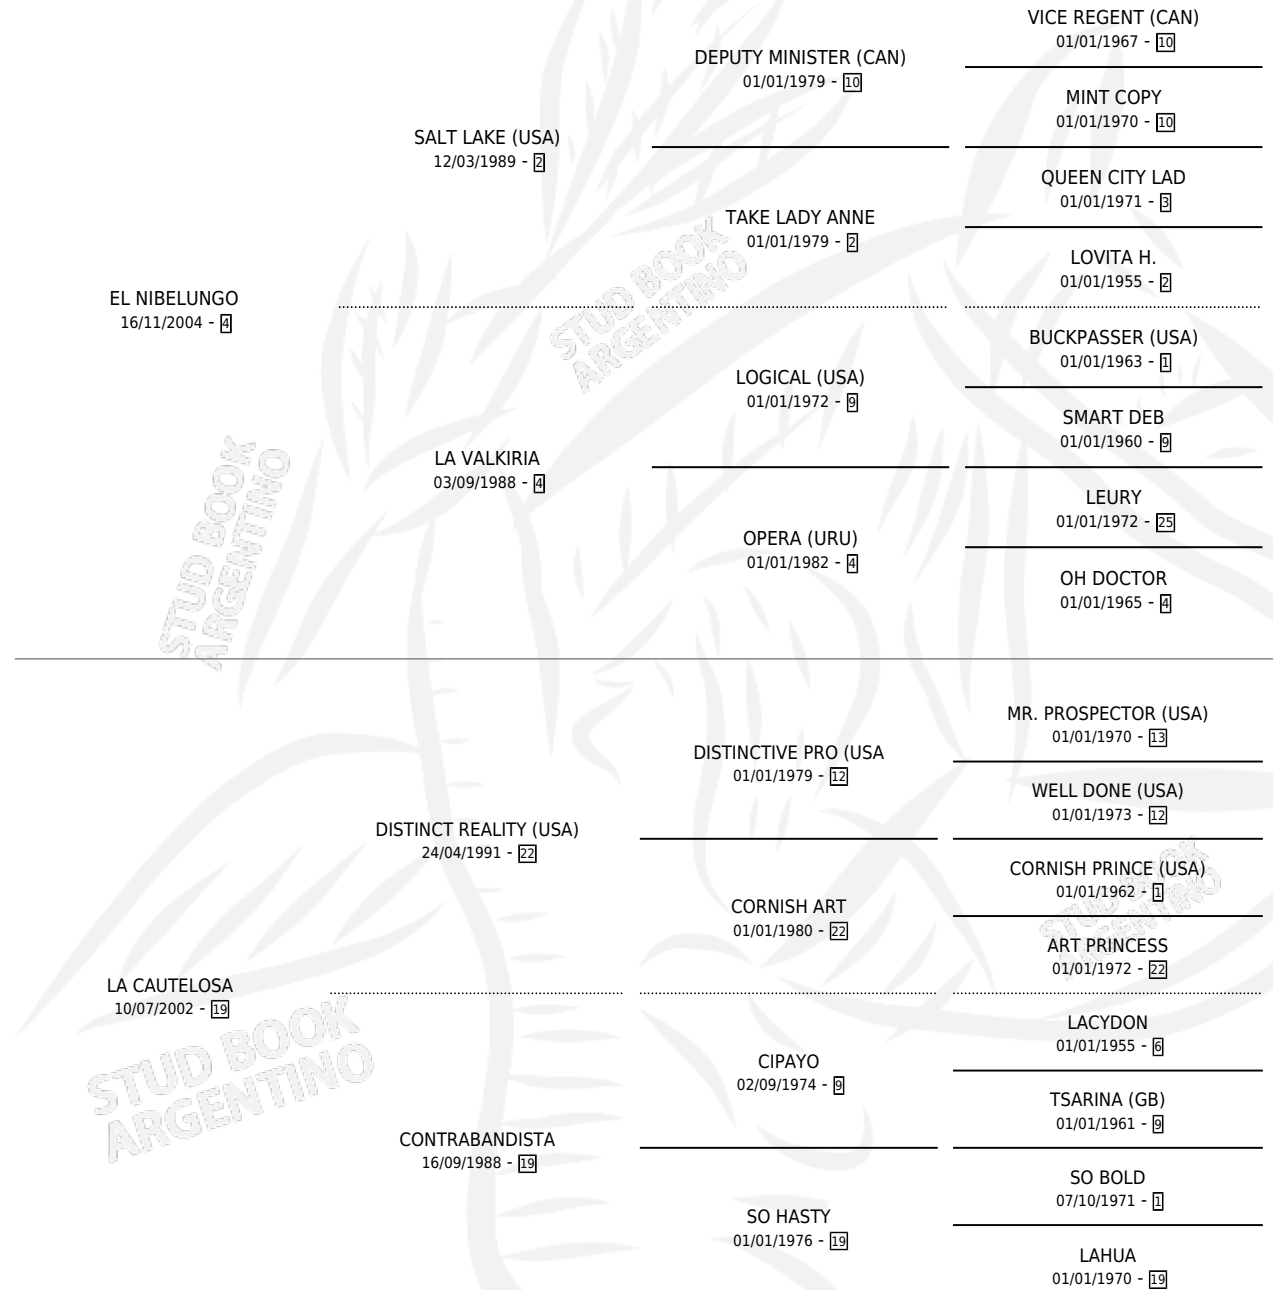 VICE REGENT (CAN)
01/01/1967 - 10
DEPUTY MINISTER (CAN)
01/01/1979 - 10
MINT COPY
01/01/1970 - 10
SALT LAKE (USA)
12/03/1989 - 2
QUEEN CITY LAD
01/01/1971 - 3
TAKE LADY ANNE
01/01/1979 - 2
LOVITA H.
01/01/1955 - 2
EL NIBELUNGO
16/11/2004 - 4
BUCKPASSER (USA)
01/01/1963 - 1
LOGICAL (USA)
01/01/1972 - 9
SMART DEB
01/01/1960 - 9
LA VALKIRIA
03/09/1988 - 4
LEURY
01/01/1972 - 25
OPERA (URU)
01/01/1982 - 4
OH DOCTOR
01/01/1965 - 4
MR. PROSPECTOR (USA)
01/01/1970 - 13
DISTINCTIVE PRO (USA
01/01/1979 - 12
WELL DONE (USA)
01/01/1973 - 12
DISTINCT REALITY (USA)
24/04/1991 - 22
CORNISH PRINCE (USA)
01/01/1962 - 1
CORNISH ART
01/01/1980 - 22
ART PRINCESS
01/01/1972 - 22
LA CAUTELOSA
10/07/2002 - 19
LACYDON
01/01/1955 - 6
CIPAYO
02/09/1974 - 9
TSARINA (GB)
01/01/1961 - 9
CONTRABANDISTA
16/09/1988 - 19
SO BOLD
07/10/1971 - 1
SO HASTY
01/01/1976 - 19
LAHUA
01/01/1970 - 19
STUD BOOK
ARGENTINO
STUD BOOK
ARGENTINO
STUD BOOK
ARGENTINO
STUD BOOK
ARGENTINO